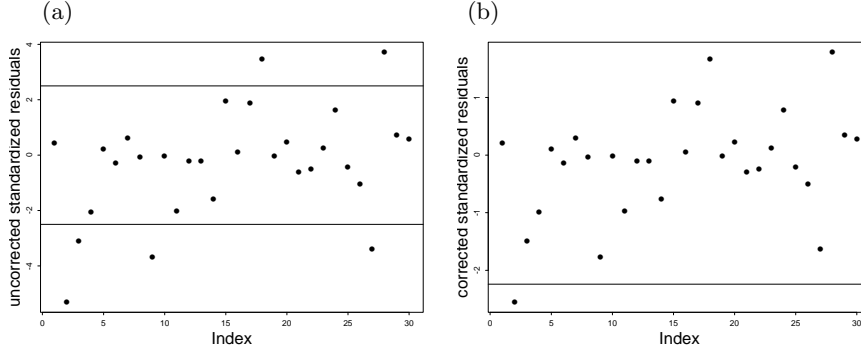 (a)
(b)
uncorrected standardized residuals
4
2
0
-2
-4
0 5 10 15 20 25 30
Index
corrected standardized residuals
1
0
-1
-2
0 5 10 15 20 25 30
Index